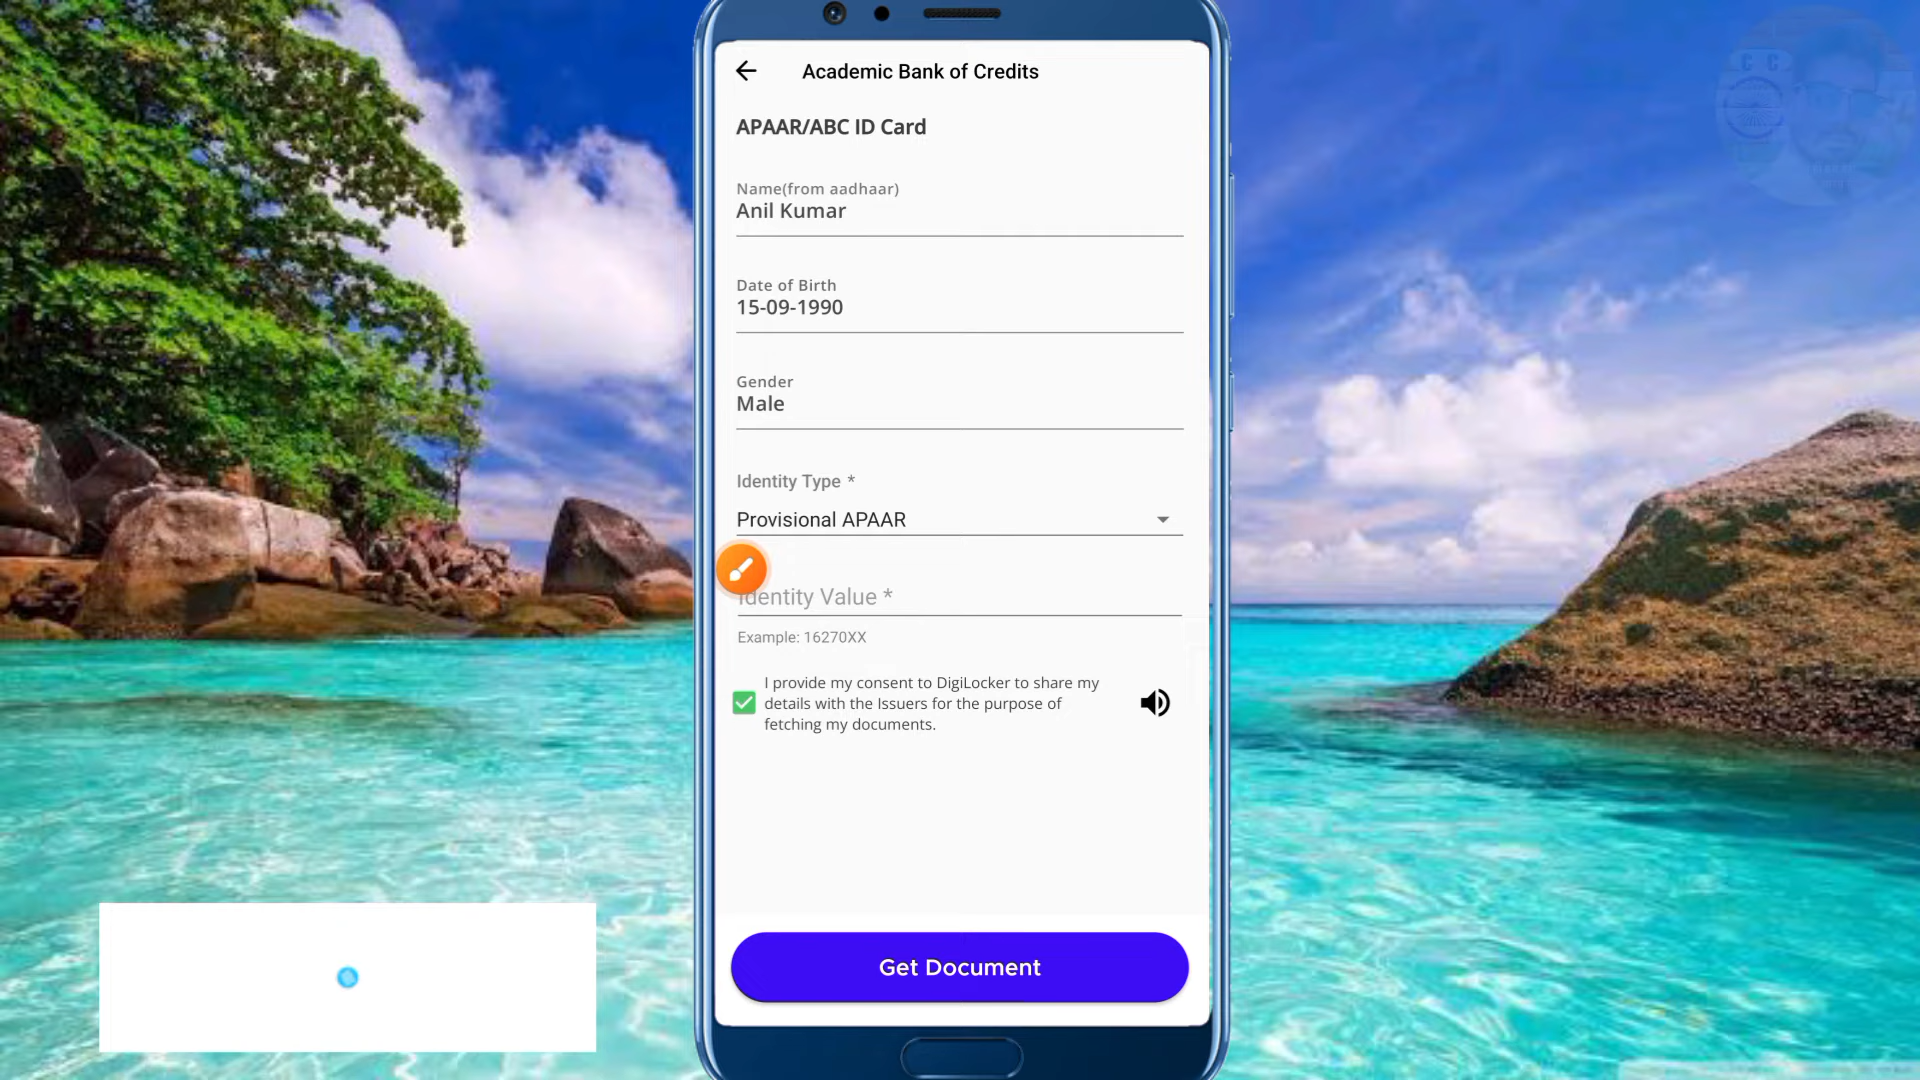 Academic Bank of Credits
APAAR/ABC ID Card
Name(from aadhaar)
Anil Kumar
Date of Birth
15-09-1990
Gender
Male
Identity Type *
Provisional APAAR
Identity Value *
Example: 16270XX
I provide my consent to DigiLocker to share my
details with the Issuers for the purpose of
fetching my documents.
Get Document